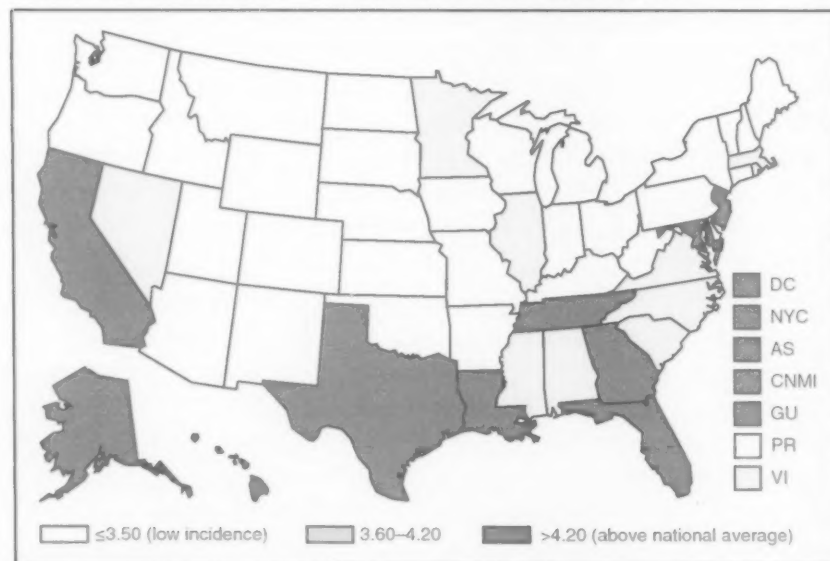 DC
NYC
AS
CNMI
GU
PR
VI
≤3.50 (low incidence) 3.60–4.20 >4.20 (above national average)